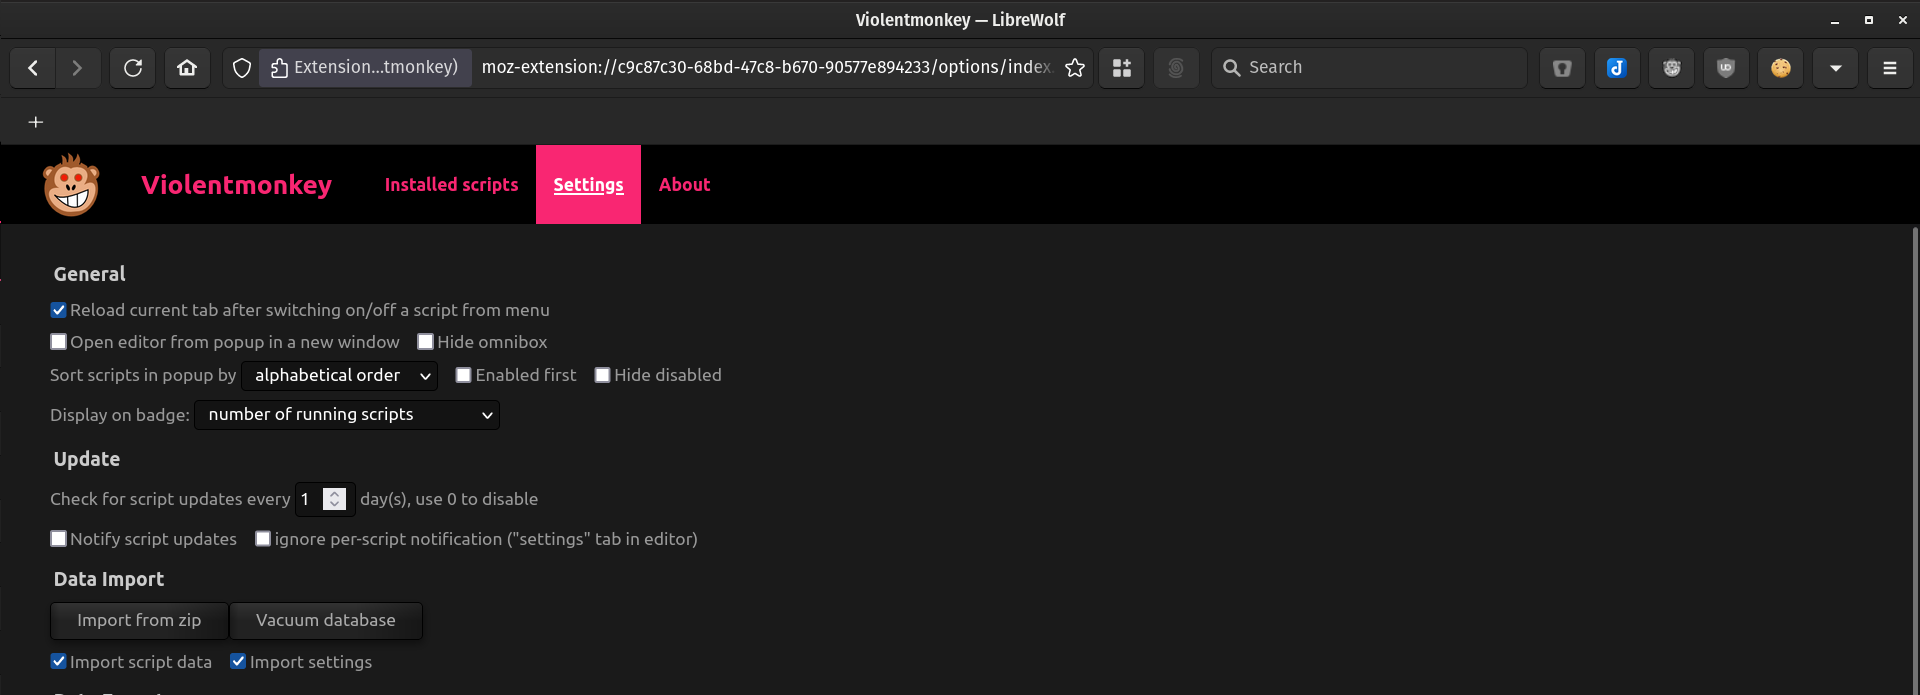 Violentmonkey — LibreWolf
Extension...tmonkey) moz-extension://c9c87c30-68bd-47c8-b670-90577e894233/options/index. Search
Violentmonkey Installed scripts Settings About
General
Reload current tab after switching on/off a script from menu
Open editor from popup in a new window Hide omnibox
Sort scripts in popup by alphabetical order Enabled first Hide disabled
Display on badge: number of running scripts
Update
Check for script updates every 1 day(s), use 0 to disable
Notify script updates ignore per-script notification ("settings" tab in editor)
Data Import
Import from zip Vacuum database
Import script data Import settings